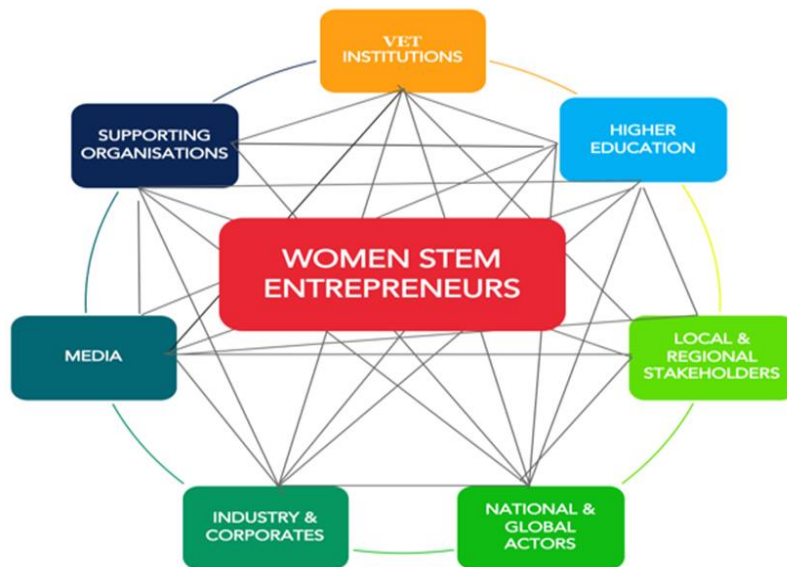 VET
INSTITUTIONS
SUPPORTING
ORGANISATIONS
HIGHER
EDUCATION
WOMEN STEM
ENTREPRENEURS
MEDIA
LOCAL &
REGIONAL
STAKEHOLDERS
INDUSTRY &
CORPORATES
NATIONAL &
GLOBAL
ACTORS